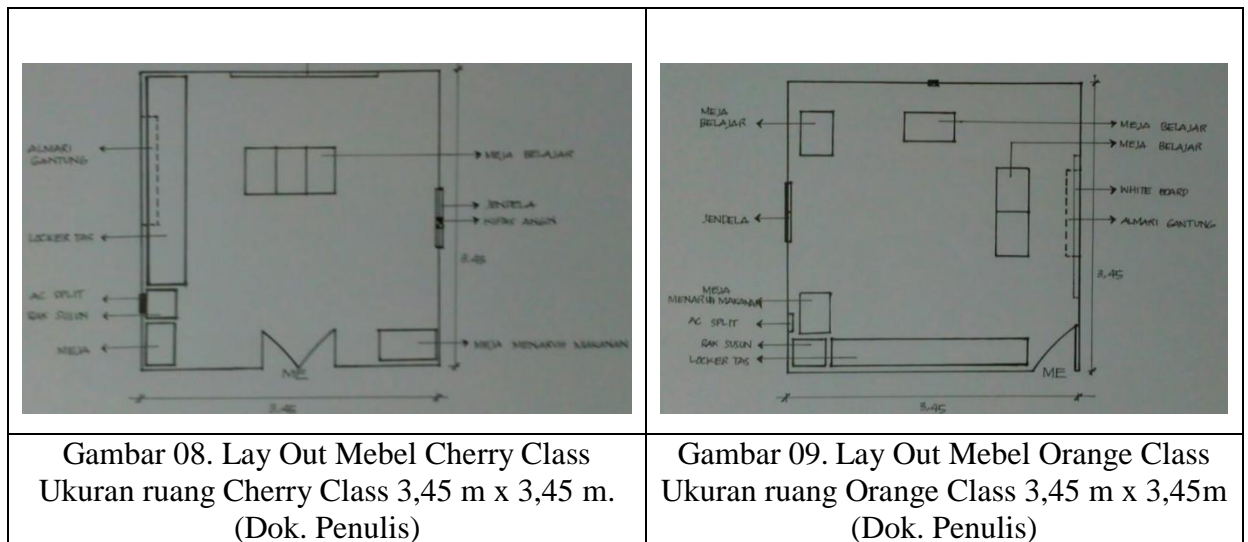 ALMARI
GANTUNG
LOCKER TAS
AC SPLIT
RAK SUSUN
MEJA
MEJA BELAJAR
JENDELA
KIPAS ANGIN
3.45
MEJA MENARUH MAKANAN
ME
3.45
Gambar 08. Lay Out Mebel Cherry Class
Ukuran ruang Cherry Class 3,45 m x 3,45 m.
(Dok. Penulis)
MEJA
BELAJAR
JENDELA
MEJA
MENARUH MAKANAN
AC SPLIT
RAK SUSUN
LOCKER TAS
MEJA BELAJAR
MEJA BELAJAR
WHITE BOARD
ALMARI GANTUNG
3.45
ME
3.45
Gambar 09. Lay Out Mebel Orange Class
Ukuran ruang Orange Class 3,45 m x 3,45m
(Dok. Penulis)